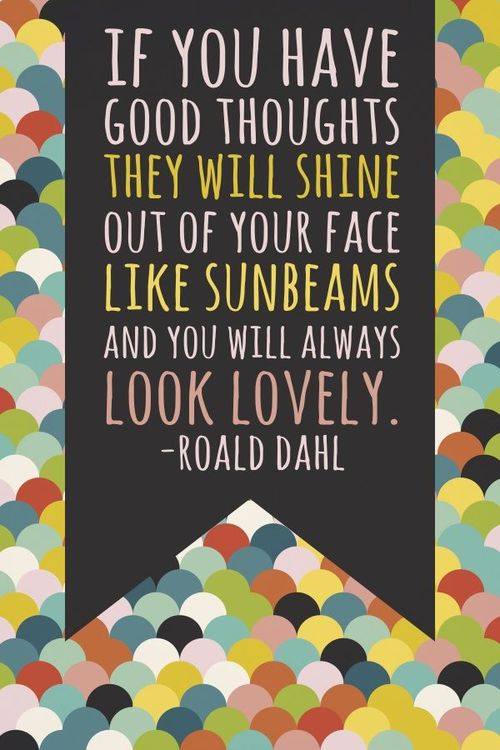 IF YOU HAVE
GOOD THOUGHTS
THEY WILL SHINE
OUT OF YOUR FACE
LIKE SUNBEAMS
AND YOU WILL ALWAYS
LOOK LOVELY.
-ROALD DAHL